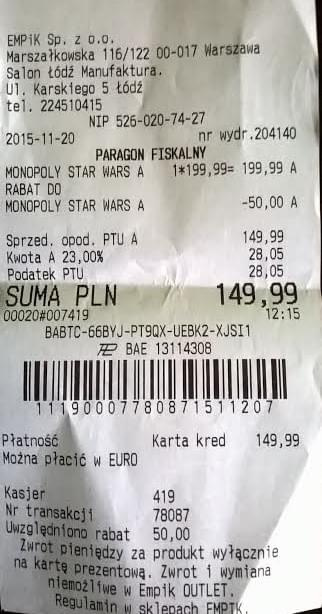 EMPiK Sp. z o.o.
Marszałkowska 116/122 00-017 Warszawa
Salon Łódź Manufaktura.
Ul. Karskiego 5 Łódź
tel. 224510415
NIP 526-020-74-27
2015-11-20 nr wydr.204140
PARAGON FISKALNY
MONOPOLY STAR WARS A 1*199,99= 199,99 A
RABAT DO
MONOPOLY STAR WARS A -50,00 A
Sprzed. opod. PTU A 149,99
Kwota A 23,00% 28,05
Podatek PTU 28,05
SUMA PLN 149,99
00020#007419 12:15
BABTC-66BYJ-PT9QX-UEBK2-XJSI1
BAE 13114308
11190007780871511207
Płatność Karta kred 149,99
Można płacić w EURO
Kasjer 419
Nr transakcji 78087
Uwzględniono rabat 50,00
Zwrot pieniędzy za produkt wyłącznie
na kartę prezentową. Zwrot i wymiana
niemożliwe w Empik OUTLET.
Regulamin w sklepach EMPIK.